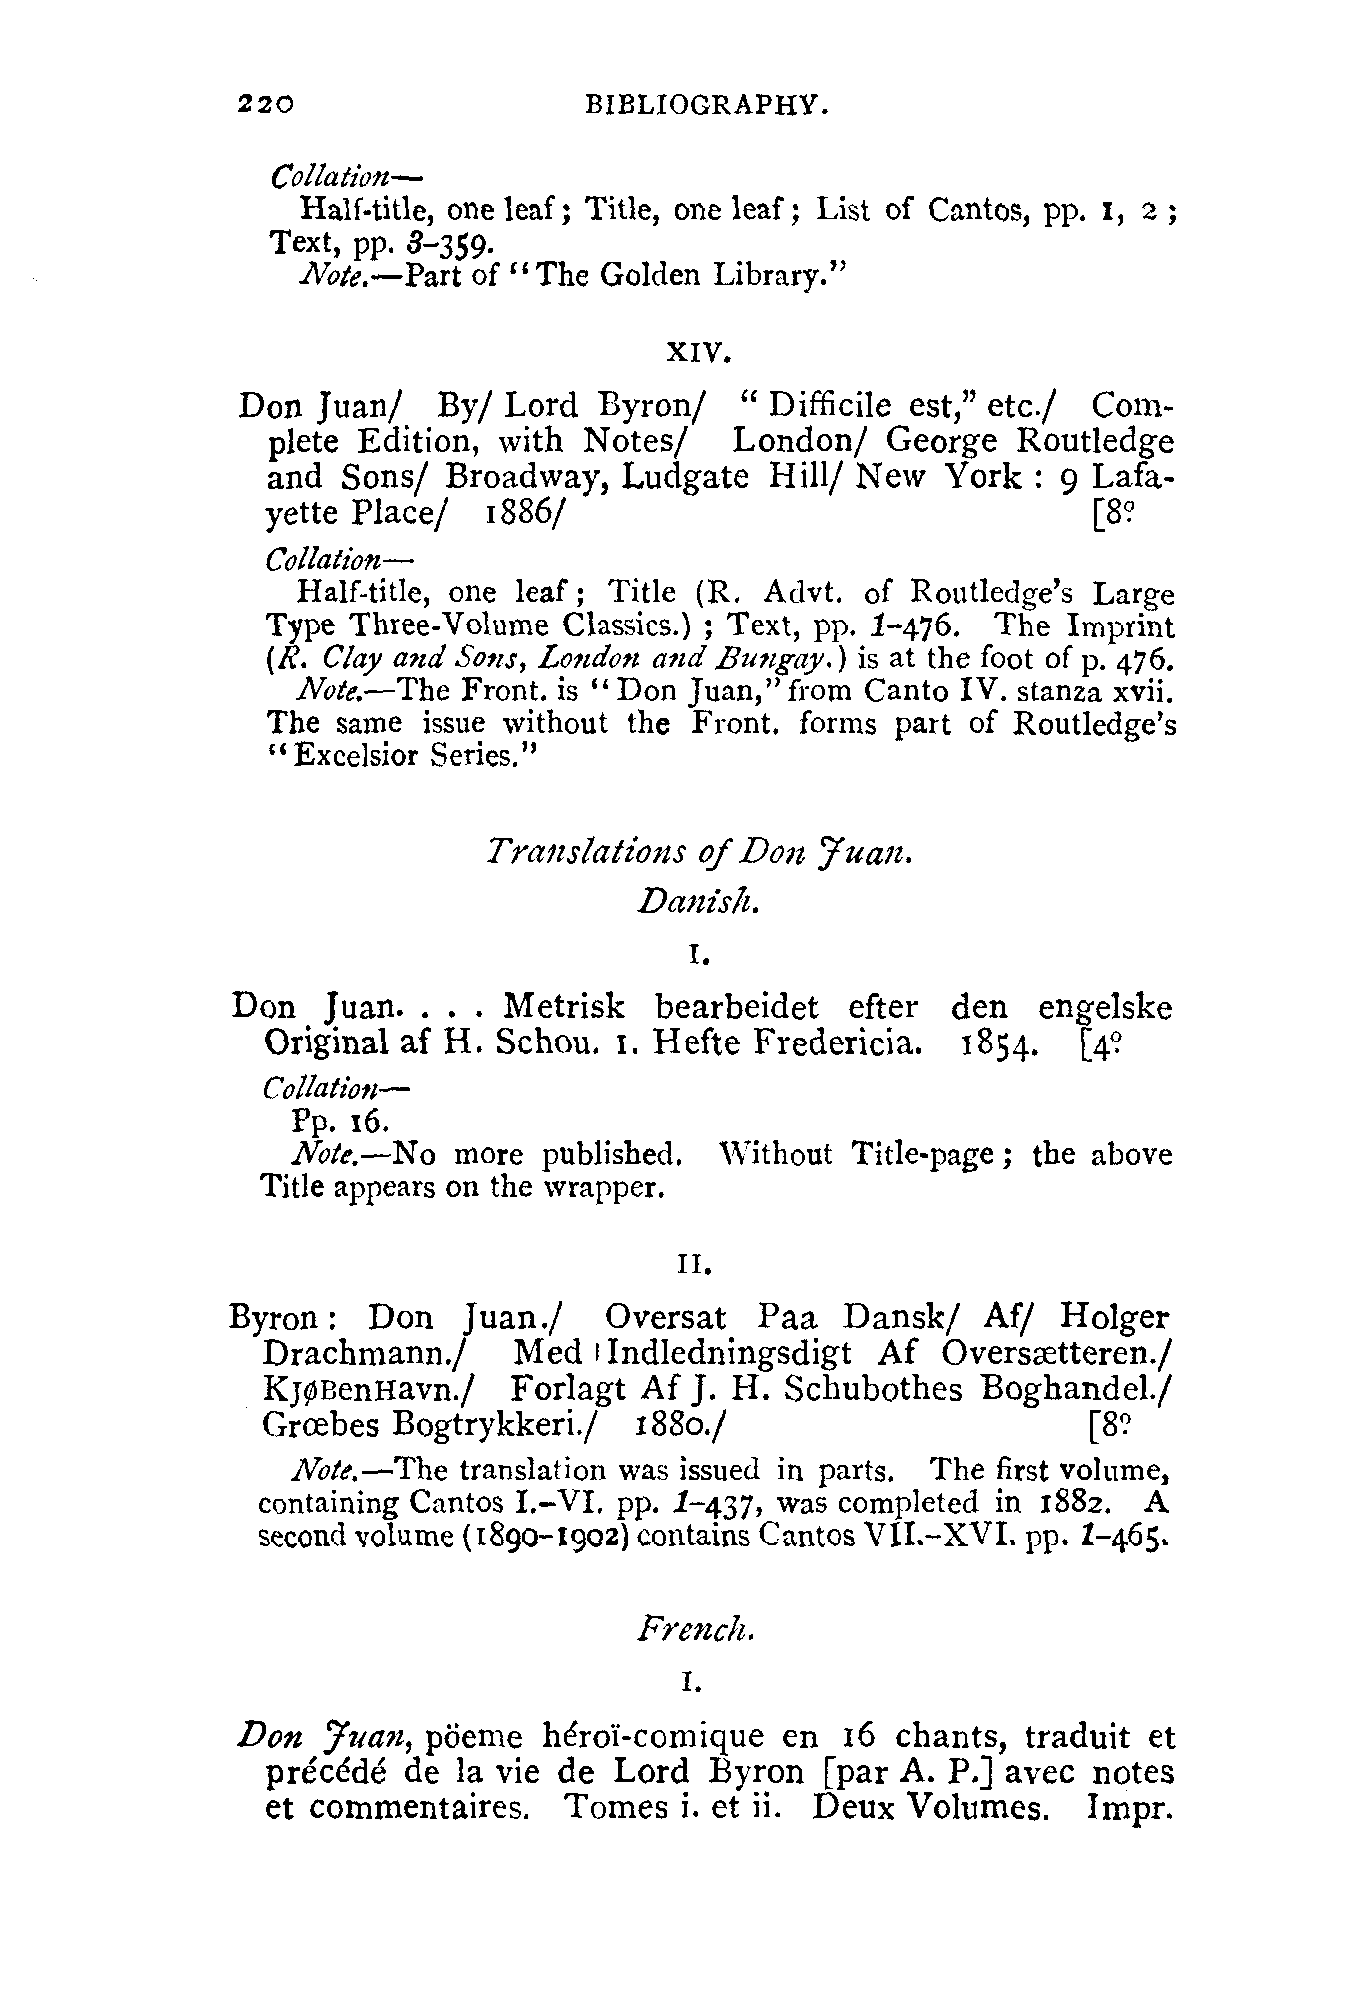 220 BIBLIOGRAPHY.
Collation—
Half-title, one leaf; Title, one leaf; List of Cantos, pp. 1, 2;
Text, pp. 3-359.
Note.—Part of "The Golden Library."
XIV.
Don Juan/ By/ Lord Byron/ "Difficile est," etc./ Com-
plete Edition, with Notes/ London/ George Routledge
and Sons/ Broadway, Ludgate Hill/ New York: 9 Lafa-
yette Place/ 1886/ [8º
Collation—
Half-title, one leaf; Title (R. Advt. of Routledge's Large
Type Three-Volume Classics.); Text, pp. 1-476. The Imprint
(R. Clay and Sons, London and Bungay.) is at the foot of p. 476.
Note.—The Front. is "Don Juan," from Canto IV. stanza xvii.
The same issue without the Front. forms part of Routledge's
"Excelsior Series."
Translations of Don Juan.
Danish.
I.
Don Juan. . . . Metrisk bearbeidet efter den engelske
Original af H. Schou. 1. Hefte Fredericia. 1854. [4º
Collation—
Pp. 16.
Note.—No more published. Without Title-page; the above
Title appears on the wrapper.
II.
Byron: Don Juan./ Oversat Paa Dansk/ Af/ Holger
Drachmann./ Med Indledningsdigt Af Oversætteren./
KJøBenHavn./ Forlagt Af J. H. Schubothes Boghandel./
Grœbes Bogtrykkeri./ 1880./ [8º
Note.—The translation was issued in parts. The first volume,
containing Cantos I.-VI. pp. 1-437, was completed in 1882. A
second volume (1890-1902) contains Cantos VII.-XVI. pp. 1-465.
French.
I.
Don Juan, pöeme héroï-comique en 16 chants, traduit et
précédé de la vie de Lord Byron [par A. P.] avec notes
et commentaires. Tomes i. et ii. Deux Volumes. Impr.